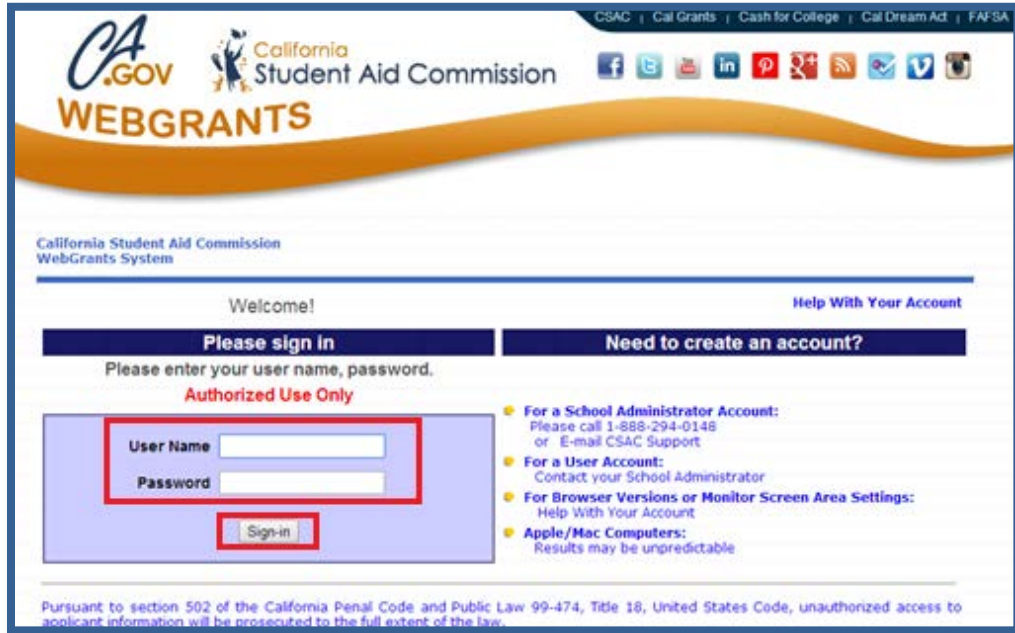 CSAC | Cal Grants | Cash for College | Cal Dream Act | FAFSA
CA.GOV
California
Student Aid Commission
WEBGRANTS
California Student Aid Commission
WebGrants System
Welcome!
Help With Your Account
Please sign in
Need to create an account?
Please enter your user name, password.
Authorized Use Only
User Name
Password
Sign-in
For a School Administrator Account:
Please call 1-888-294-0148
or E-mail CSAC Support
For a User Account:
Contact your School Administrator
For Browser Versions or Monitor Screen Area Settings:
Help With Your Account
Apple/Mac Computers:
Results may be unpredictable
Pursuant to section 502 of the California Penal Code and Public Law 99-474, Title 18, United States Code, unauthorized access to
applicant information will be prosecuted to the full extent of the law.